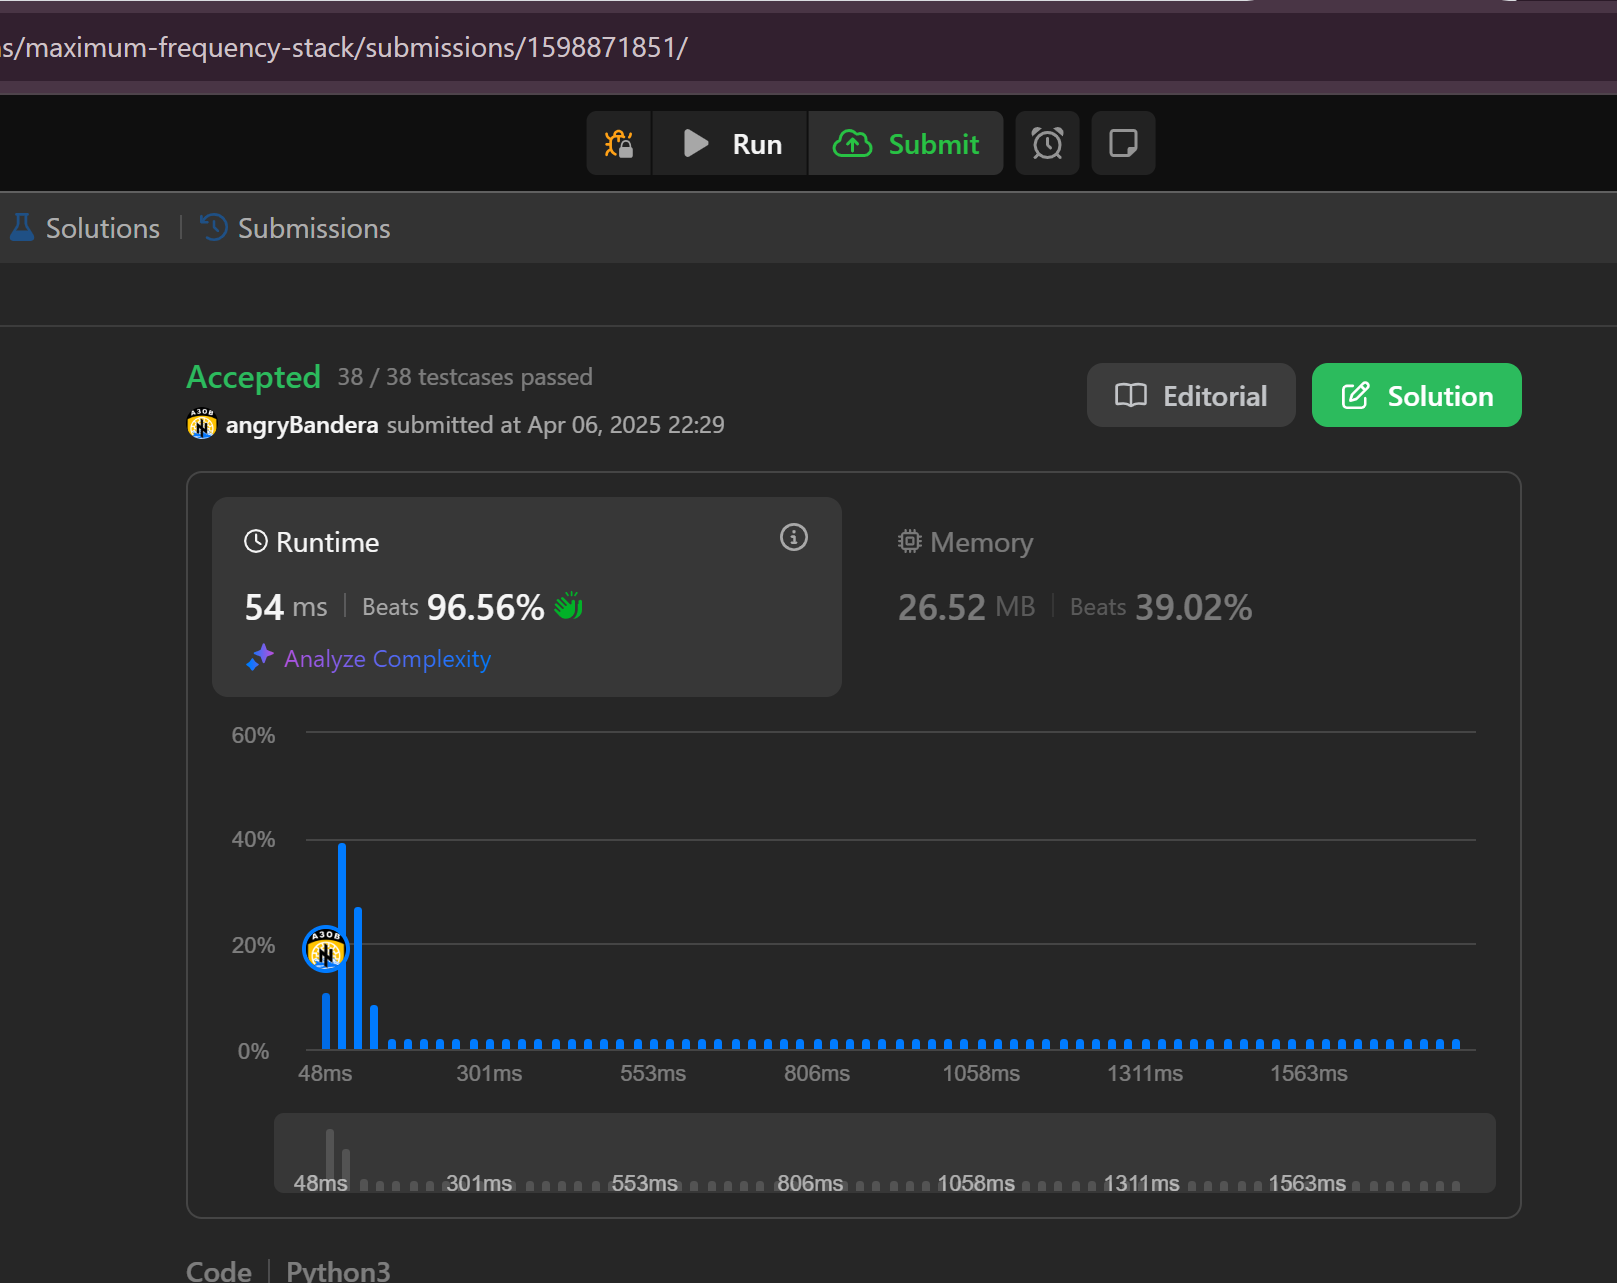 s/maximum-frequency-stack/submissions/1598871851/
Run Submit
Solutions Submissions
Accepted 38 / 38 testcases passed
Editorial Solution
АЗОВ
angryBandera submitted at Apr 06, 2025 22:29
Runtime
54 ms Beats 96.56%
Analyze Complexity
Memory
26.52 MB Beats 39.02%
60%
40%
20%
0%
АЗОВ
48ms 301ms 553ms 806ms 1058ms 1311ms 1563ms
48ms 301ms 553ms 806ms 1058ms 1311ms 1563ms
Code Python3